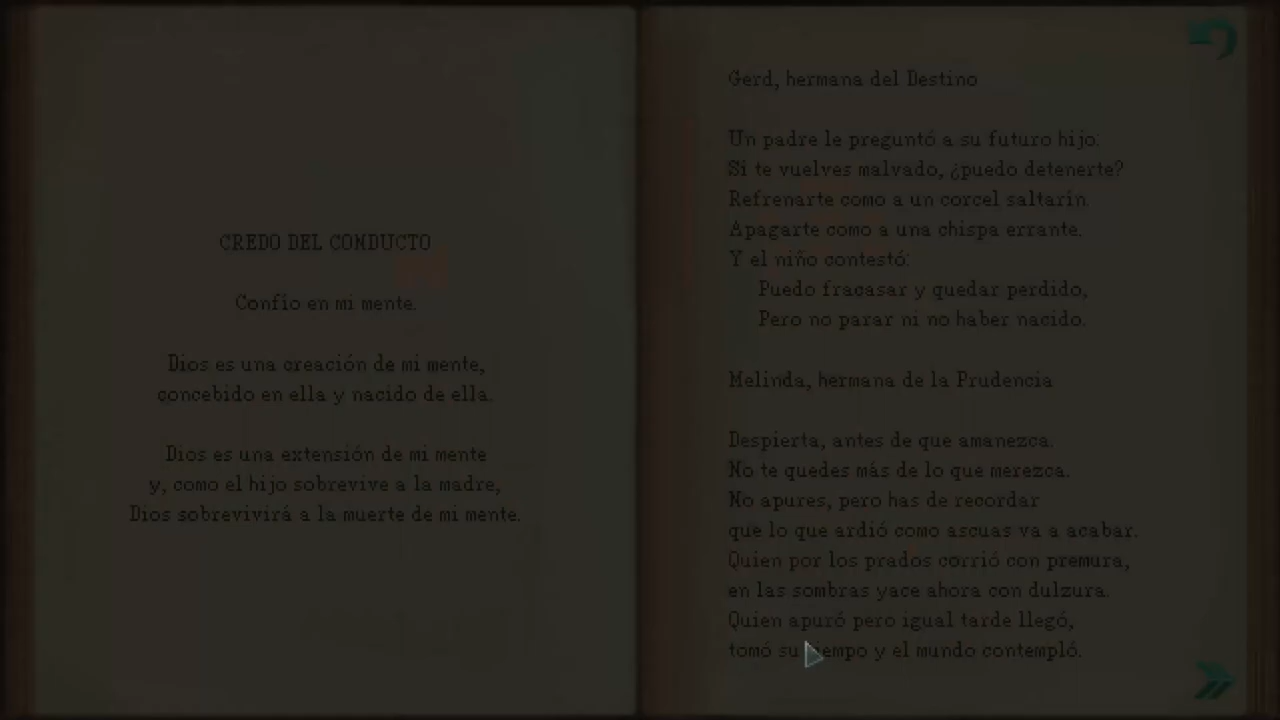 CREDO DEL CONDUCTO
Confío en mi mente.
Dios es una creación de mi mente,
concebido en ella y nacido de ella.
Dios es una extensión de mi mente
y, como el hijo sobrevive a la madre,
Dios sobrevivirá a la muerte de mi mente.
Gerd, hermana del Destino
Un padre le preguntó a su futuro hijo:
Si te vuelves malvado, ¿puedo detenerte?
Refrenarte como a un corcel saltarín
Apagarte como a una chispa errante.
Y el niño contestó:
Puedo fracasar y quedar perdido,
Pero no parar ni no haber nacido.
Melinda, hermana de la Prudencia
Despierta, antes de que amanezca.
No te quedes más de lo que merezca.
No apures, pero has de recordar
que lo que ardió como ascuas va a acabar.
Quien por los prados corrió con premura,
en las sombras yace ahora con dulzura.
Quien apuró pero igual tarde llegó,
tomó su tiempo y el mundo contempló.